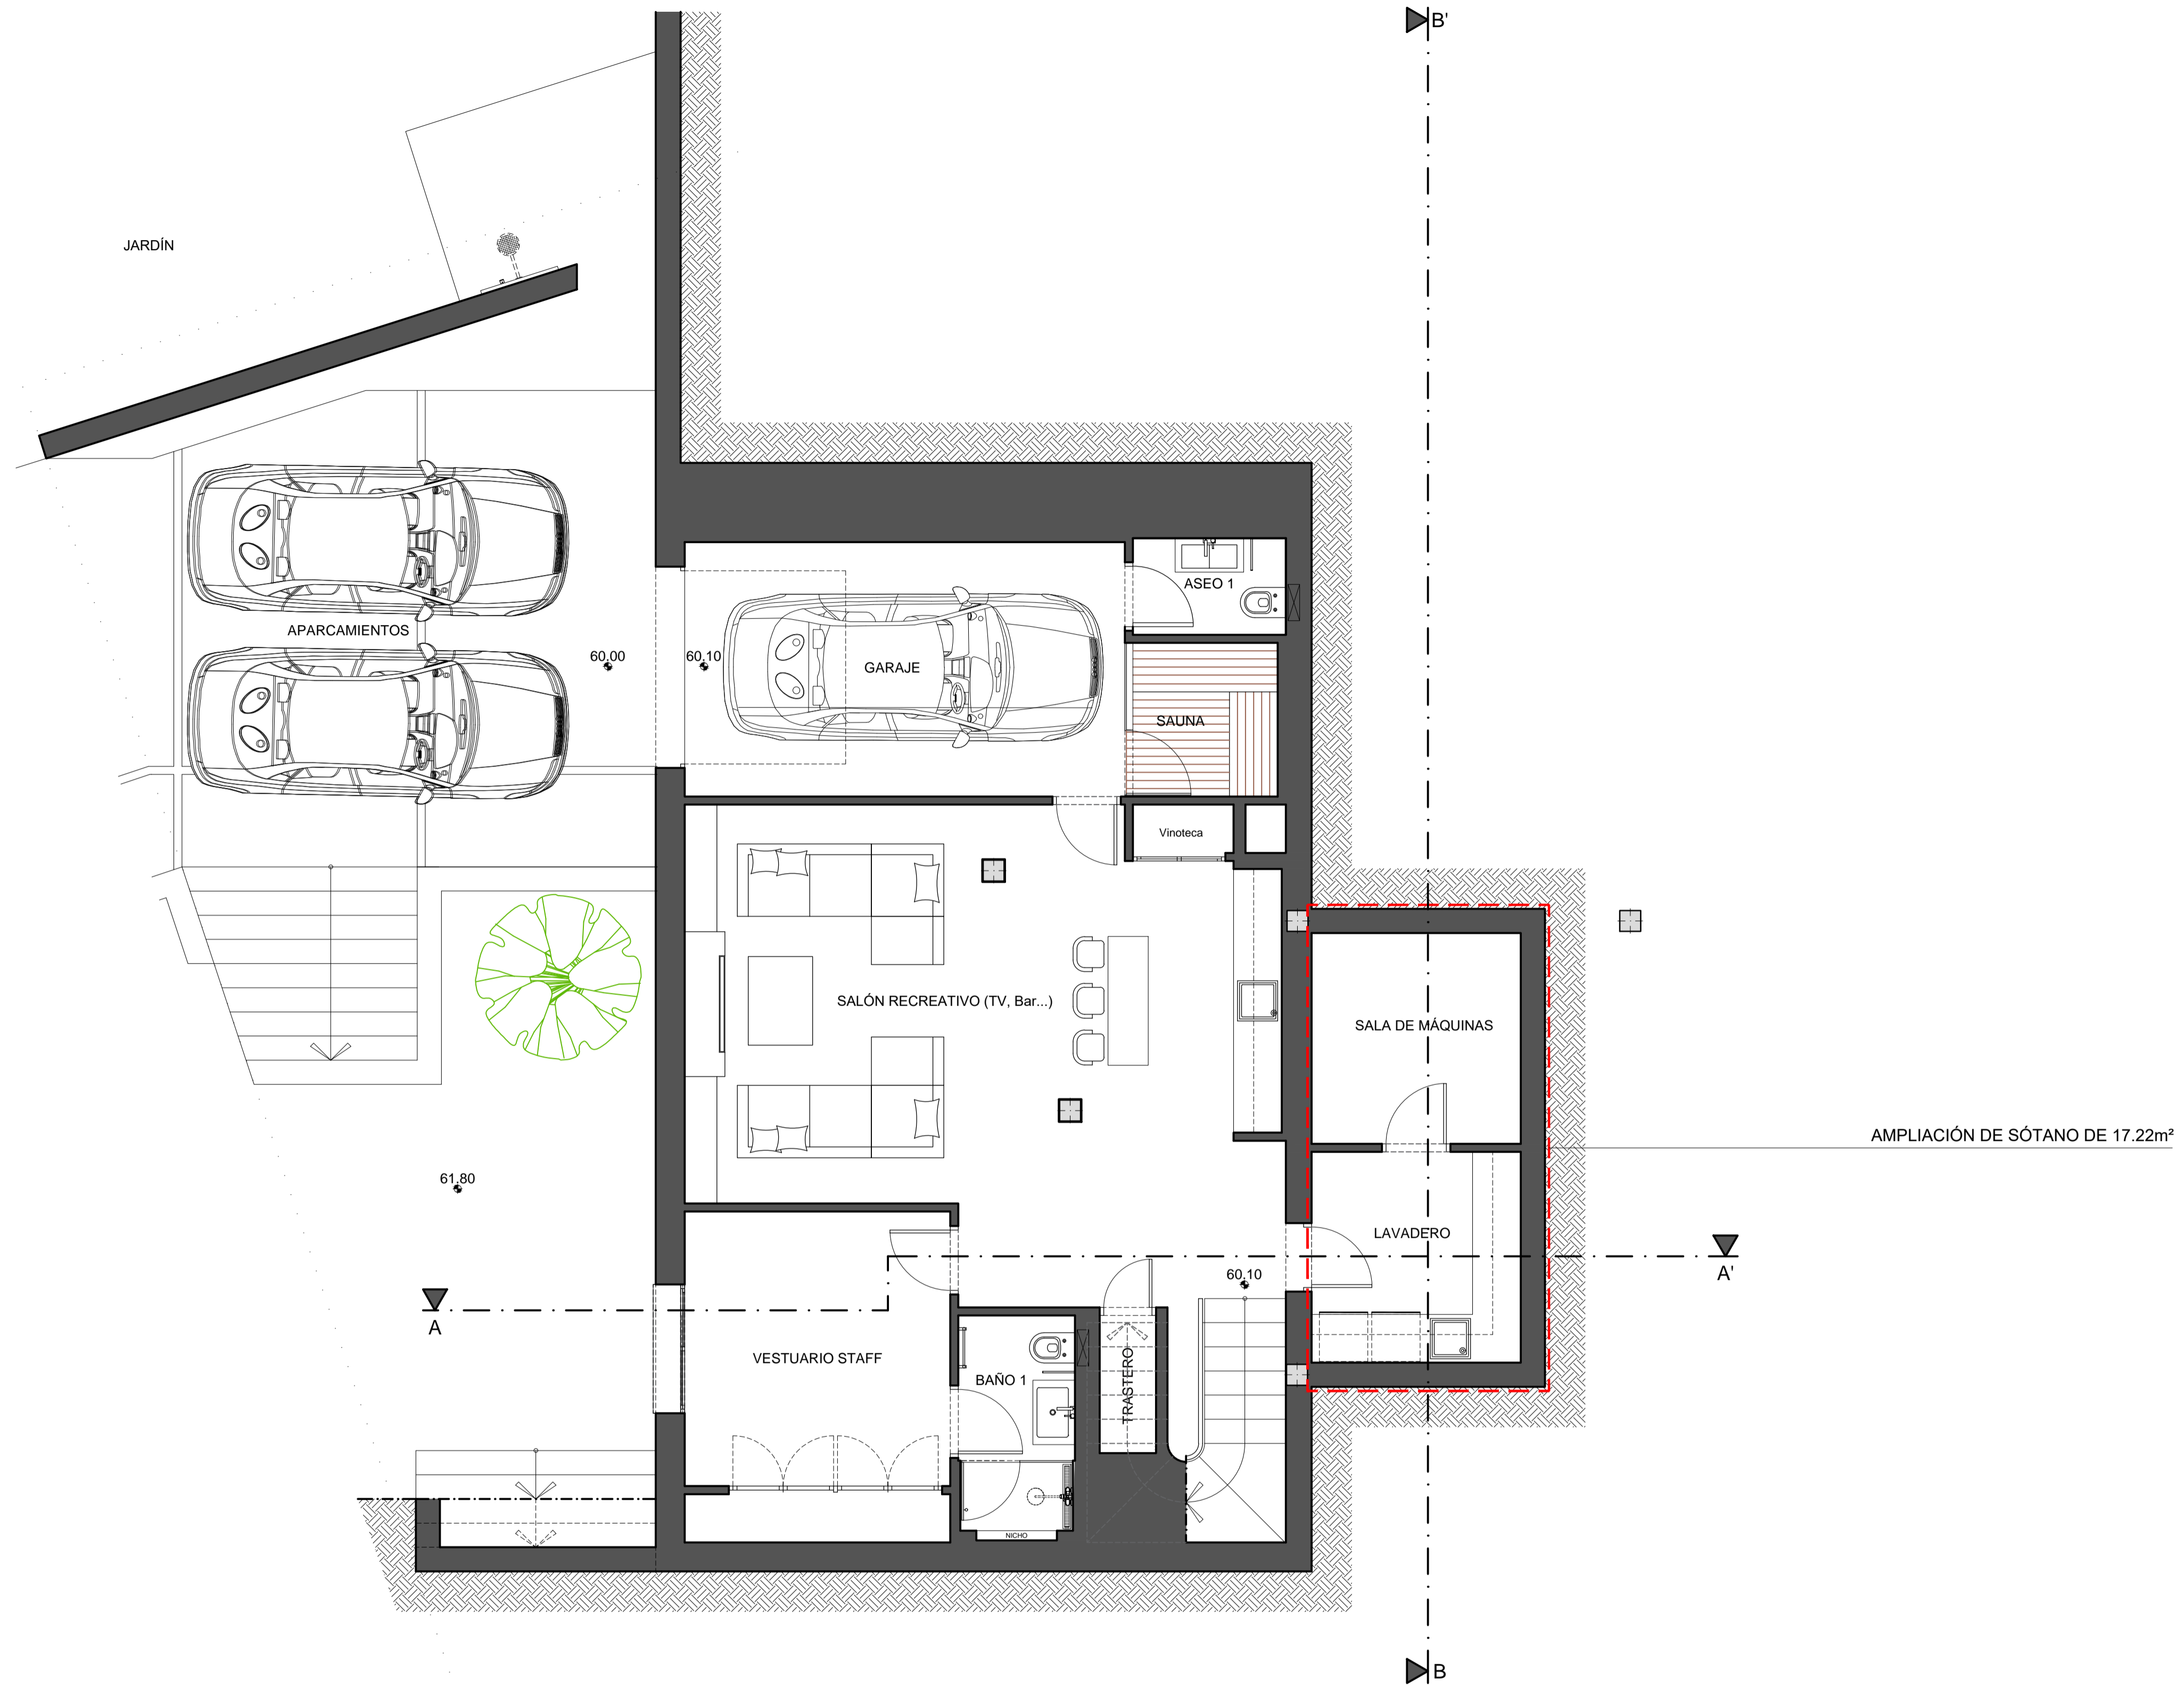 B'
JARDÍN
ASEO 1
APARCAMIENTOS
60.00
60.10
GARAJE
SAUNA
Vinoteca
SALÓN RECREATIVO (TV, Bar...)
SALA DE MÁQUINAS
AMPLIACIÓN DE SÓTANO DE 17.22m²
61.80
LAVADERO
A'
60.10
A
VESTUARIO STAFF
BAÑO 1
TRASTERO
NICHO
B